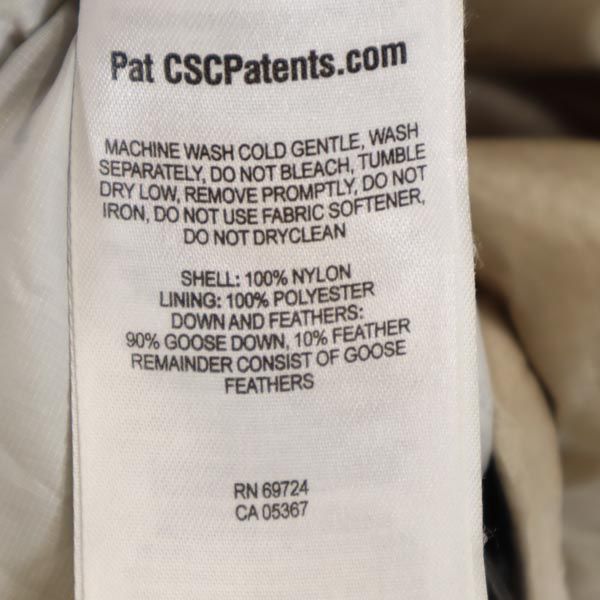 Pat CSCPatents.com
MACHINE WASH COLD GENTLE, WASH
SEPARATELY, DO NOT BLEACH, TUMBLE
DRY LOW, REMOVE PROMPTLY, DO NOT
IRON, DO NOT USE FABRIC SOFTENER,
DO NOT DRYCLEAN
SHELL: 100% NYLON
LINING: 100% POLYESTER
DOWN AND FEATHERS:
90% GOOSE DOWN, 10% FEATHER
REMAINDER CONSIST OF GOOSE
FEATHERS
RN 69724
CA 05367